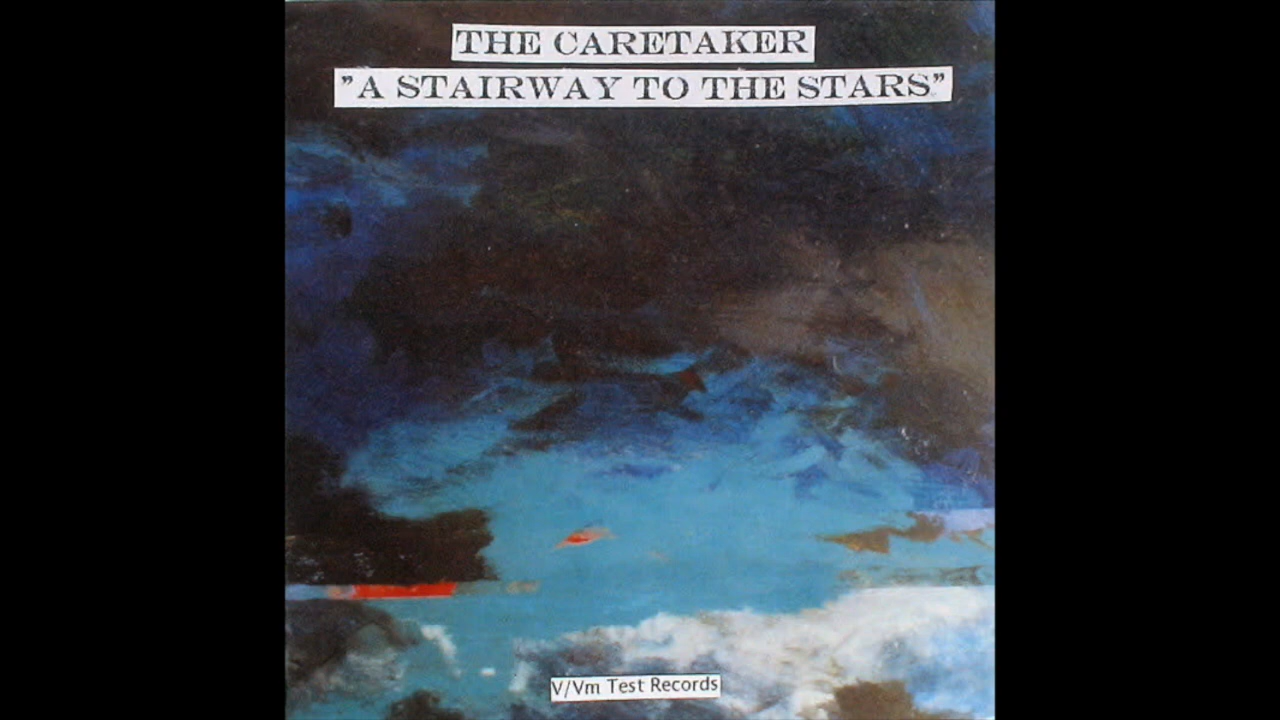 THE CARETAKER
"A STAIRWAY TO THE STARS"
V/Vm Test Records